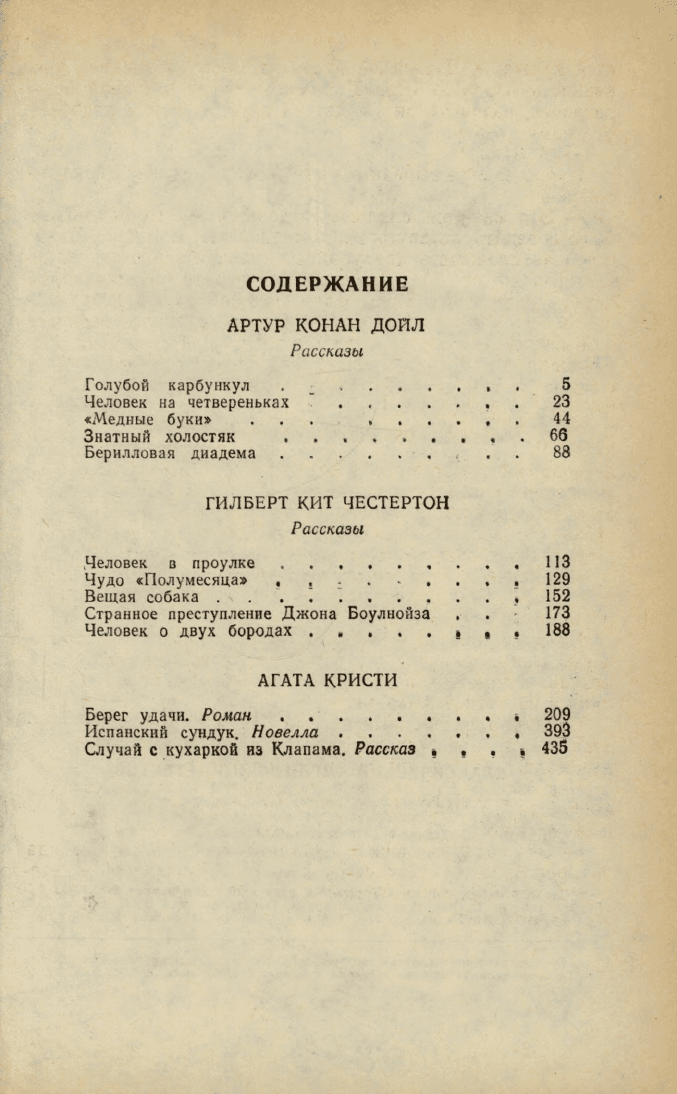 СОДЕРЖАНИЕ
АРТУР КОНАН ДОЙЛ
Рассказы
Голубой карбункул . . . . . . . . . 5
Человек на четвереньках . . . . . . . 23
«Медные буки» . . . . . . . . . 44
Знатный холостяк . . . . . . . . . 66
Берилловая диадема . . . . . . . . . 88
ГИЛБЕРТ КИТ ЧЕСТЕРТОН
Рассказы
Человек в проулке . . . . . . . . . 113
Чудо «Полумесяца» . . . . . . . . . 129
Вещая собака . . . . . . . . . . . 152
Странное преступление Джона Боулнойза . . . 173
Человек о двух бородах . . . . . . . . 188
АГАТА КРИСТИ
Берег удачи. Роман . . . . . . . . . 209
Испанский сундук. Новелла . . . . . . . 393
Случай с кухаркой из Клапама. Рассказ . . . . 435